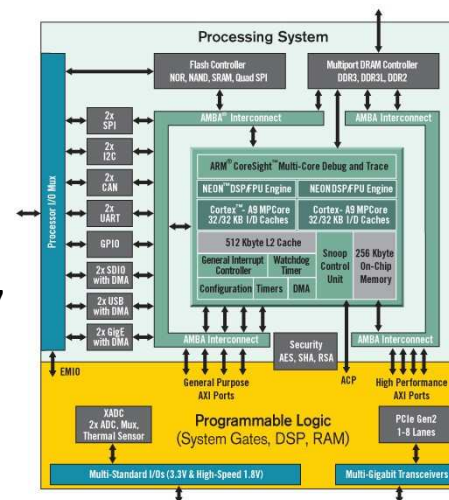 Processing System
Flash Controller
NOR, NAND, SRAM, Quad SPI
Multiport DRAM Controller
DDR3, DDR3L, DDR2
Processor I/O Mux
2x
SPI
2x
I2C
2x
CAN
2x
UART
GPIO
2x SDIO
with DMA
2x USB
with DMA
2x GigE
with DMA
EMIO
AMBA® Interconnect
AMBA Interconnect
ARM® CoreSight™ Multi-Core Debug and Trace
NEON™ DSP/FPU Engine
NEON DSP/FPU Engine
Cortex™- A9 MPCore
32/32 KB I/D Caches
Cortex- A9 MPCore
32/32 KB I/D Caches
512 Kbyte L2 Cache
General Interrupt
Controller
Watchdog
Timer
Configuration
Timers
DMA
Snoop
Control
Unit
256 Kbyte
On-Chip
Memory
AMBA Interconnect
Security
AES, SHA, RSA
AMBA Interconnect
General Purpose
AXI Ports
ACP
High Performance
AXI Ports
XADC
2x ADC, Mux,
Thermal Sensor
Programmable Logic
(System Gates, DSP, RAM)
PCIe Gen2
1-8 Lanes
Multi-Standard I/Os (3.3V & High-Speed 1.8V)
Multi-Gigabit Transceivers